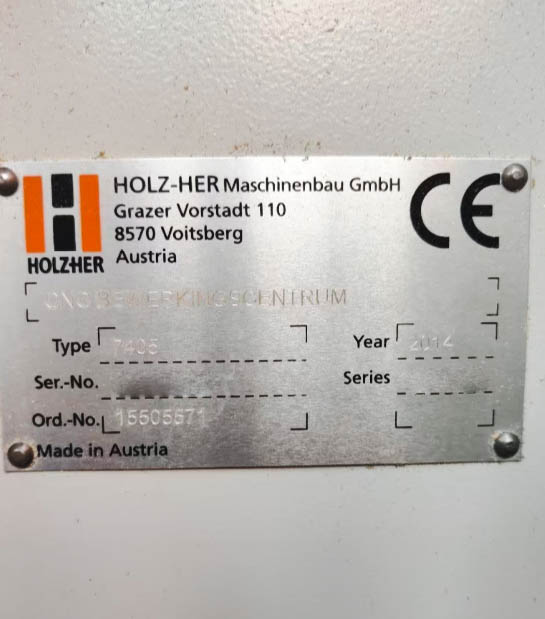 HOLZ-HER Maschinenbau GmbH
Grazer Vorstadt 110
8570 Voitsberg
Austria
CE
HOLZHER
CNC BEWERKINGSCENTRUM
Type 7405 Year 2014
Ser.-No. Series
Ord.-No. 15505571
Made in Austria